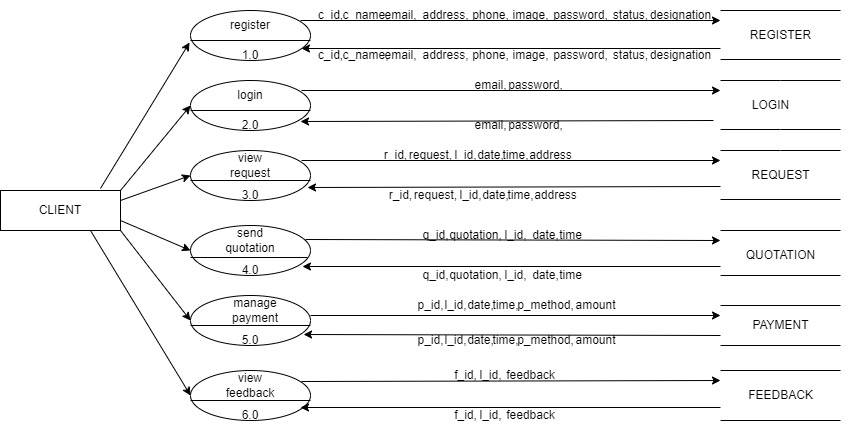 c_id,c_nameemail, address, phone, image, password, status, designation
register
REGISTER
1.0
c_id,c_nameemail, address, phone, image, password, status, designation
email, password,
login
LOGIN
2.0
email, password,
view
request
r_id, request, l_id,date,time, address
REQUEST
3.0
r_id, request, l_id,date,time, address
CLIENT
send
quotation
q_id,quotation, l_id, date,time
QUOTATION
4.0
q_id,quotation, l_id, date,time
manage
payment
p_id,l_id,date,time,p_method, amount
PAYMENT
5.0
p_id,l_id,date,time,p_method, amount
view
feedback
f_id, l_id, feedback
FEEDBACK
6.0
f_id, l_id, feedback